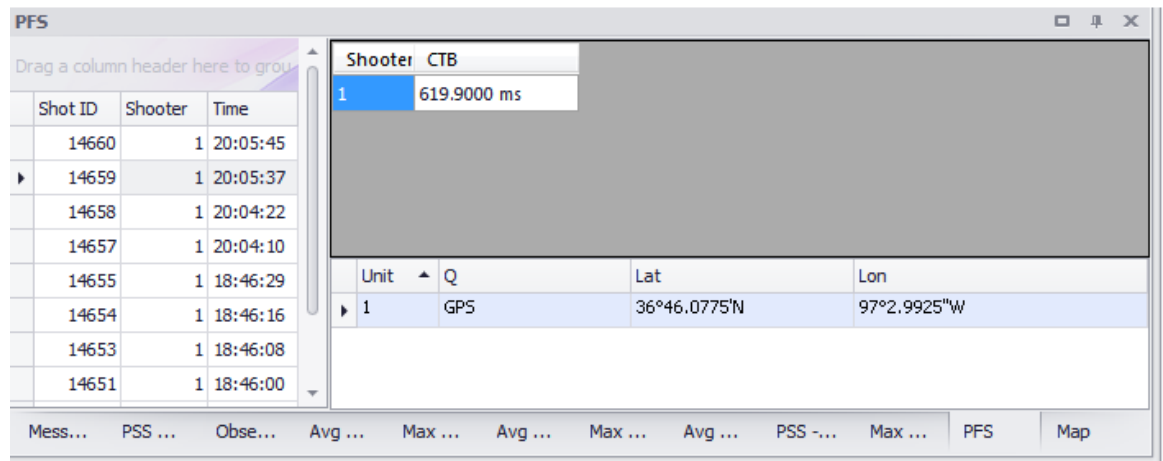 PFS
Drag a column header here to grou
Shot ID Shooter Time
14660 1 20:05:45
14659 1 20:05:37
14658 1 20:04:22
14657 1 20:04:10
14655 1 18:46:29
14654 1 18:46:16
14653 1 18:46:08
14651 1 18:46:00
Shooter CTB
1 619.9000 ms
Unit Q Lat Lon
1 GPS 36°46.0775'N 97°2.9925"W
Mess... PSS ... Obse... Avg ... Max ... Avg ... Max ... Avg ... PSS -... Max ... PFS Map